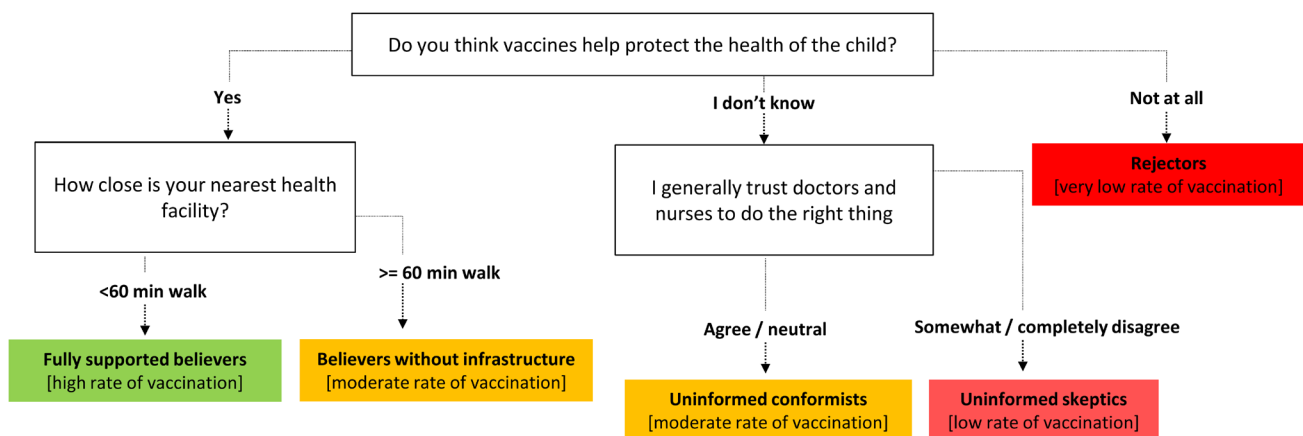 Do you think vaccines help protect the health of the child?
Yes
I don't know
Not at all
How close is your nearest health
facility?
I generally trust doctors and
nurses to do the right thing
Rejectors
[very low rate of vaccination]
<60 min walk
>= 60 min walk
Agree / neutral
Somewhat / completely disagree
Fully supported believers
[high rate of vaccination]
Believers without infrastructure
[moderate rate of vaccination]
Uninformed conformists
[moderate rate of vaccination]
Uninformed skeptics
[low rate of vaccination]